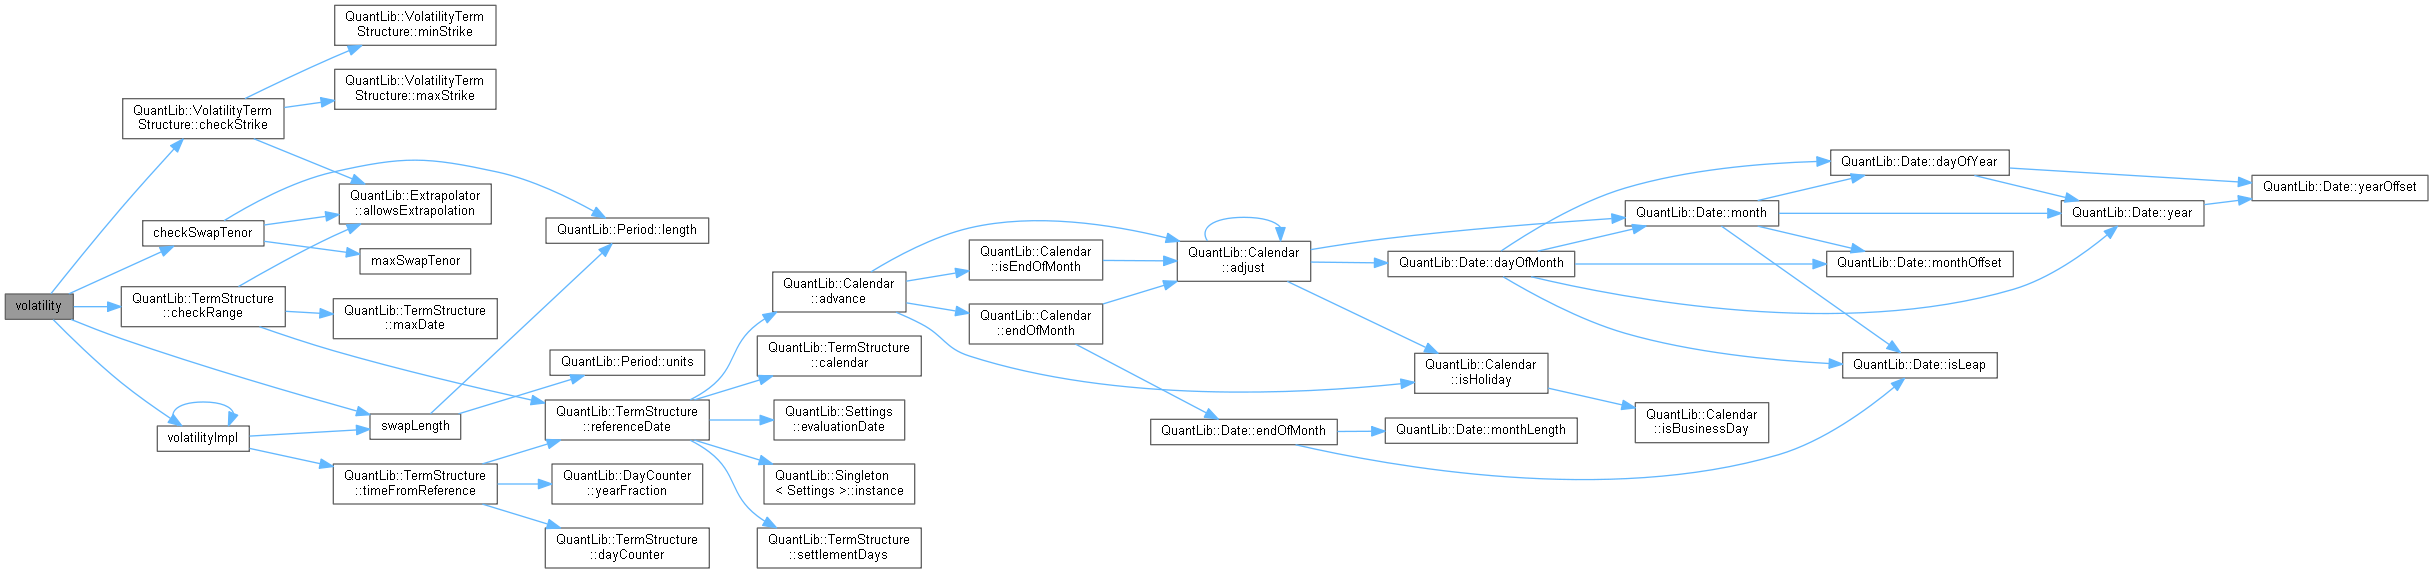 volatility
QuantLib::VolatilityTerm
Structure::checkStrike
QuantLib::VolatilityTerm
Structure::minStrike
QuantLib::VolatilityTerm
Structure::maxStrike
QuantLib::Extrapolator
::allowsExtrapolation
checkSwapTenor
QuantLib::Period::length
maxSwapTenor
QuantLib::TermStructure
::checkRange
QuantLib::TermStructure
::maxDate
QuantLib::TermStructure
::referenceDate
QuantLib::Calendar
::advance
QuantLib::Calendar
::adjust
QuantLib::Date::dayOfMonth
QuantLib::Date::dayOfYear
QuantLib::Date::year
QuantLib::Date::yearOffset
QuantLib::Date::isLeap
QuantLib::Date::month
QuantLib::Date::monthOffset
QuantLib::Calendar
::isHoliday
QuantLib::Calendar
::isBusinessDay
QuantLib::Calendar
::endOfMonth
QuantLib::Date::endOfMonth
QuantLib::Date::monthLength
QuantLib::Calendar
::isEndOfMonth
QuantLib::TermStructure
::calendar
QuantLib::Settings
::evaluationDate
QuantLib::Singleton
< Settings >::instance
QuantLib::TermStructure
::settlementDays
swapLength
QuantLib::Period::units
volatilityImpl
QuantLib::TermStructure
::timeFromReference
QuantLib::DayCounter
::yearFraction
QuantLib::TermStructure
::dayCounter